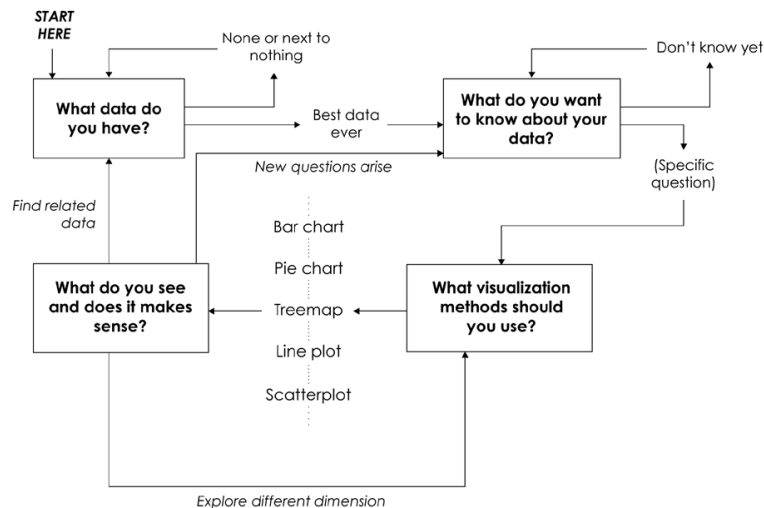 START
HERE
None or next to
nothing
Don't know yet
What data do
you have?
Best data
ever
What do you want
to know about your
data?
New questions arise
(Specific
question)
Find related
data
Bar chart
Pie chart
Treemap
Line plot
Scatterplot
What do you see
and does it makes
sense?
What visualization
methods should
you use?
Explore different dimension